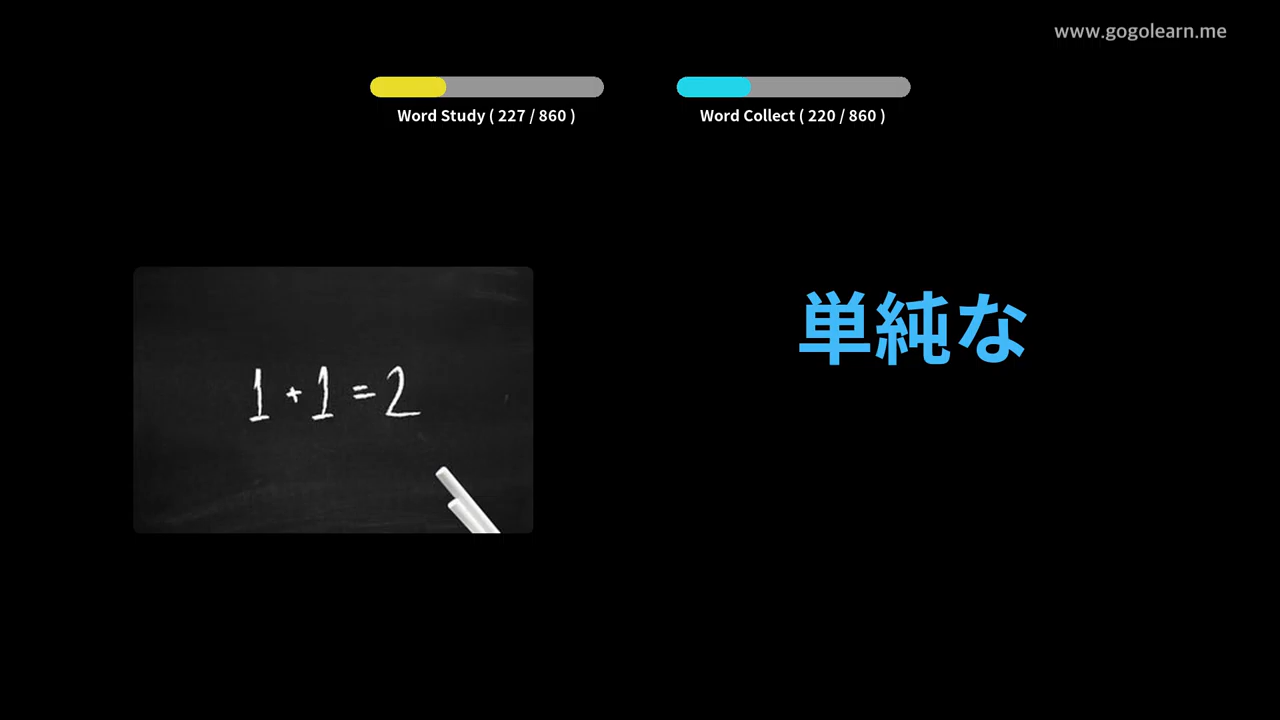 www.gogolearn.me
Word Study ( 227 / 860 )
Word Collect ( 220 / 860 )
1 + 1 = 2
単純な